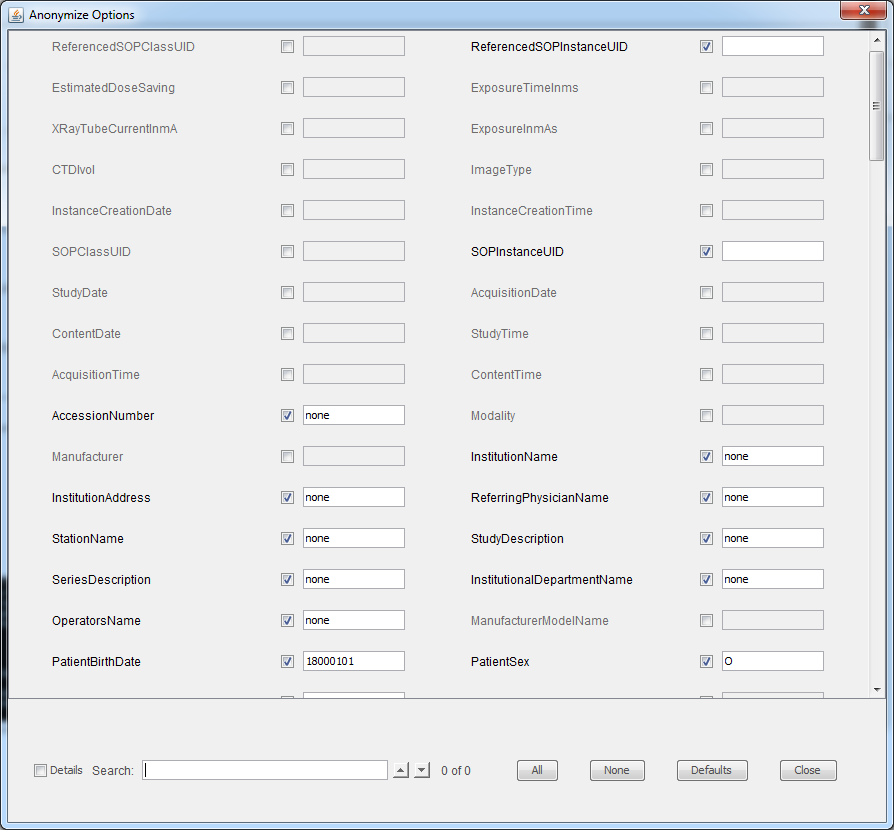 Anonymize Options
ReferencedSOPClassUID ReferencedSOPInstanceUID
EstimatedDoseSaving ExposureTimeInms
XRayTubeCurrentInmA ExposureInmAs
CTDIvol ImageType
InstanceCreationDate InstanceCreationTime
SOPClassUID SOPInstanceUID
StudyDate AcquisitionDate
ContentDate StudyTime
AcquisitionTime ContentTime
AccessionNumber none Modality
Manufacturer InstitutionName none
InstitutionAddress none ReferringPhysicianName none
StationName none StudyDescription none
SeriesDescription none InstitutionalDepartmentName none
OperatorsName none ManufacturerModelName
PatientBirthDate 18000101 PatientSex O
Details Search: 0 of 0 All None Defaults Close